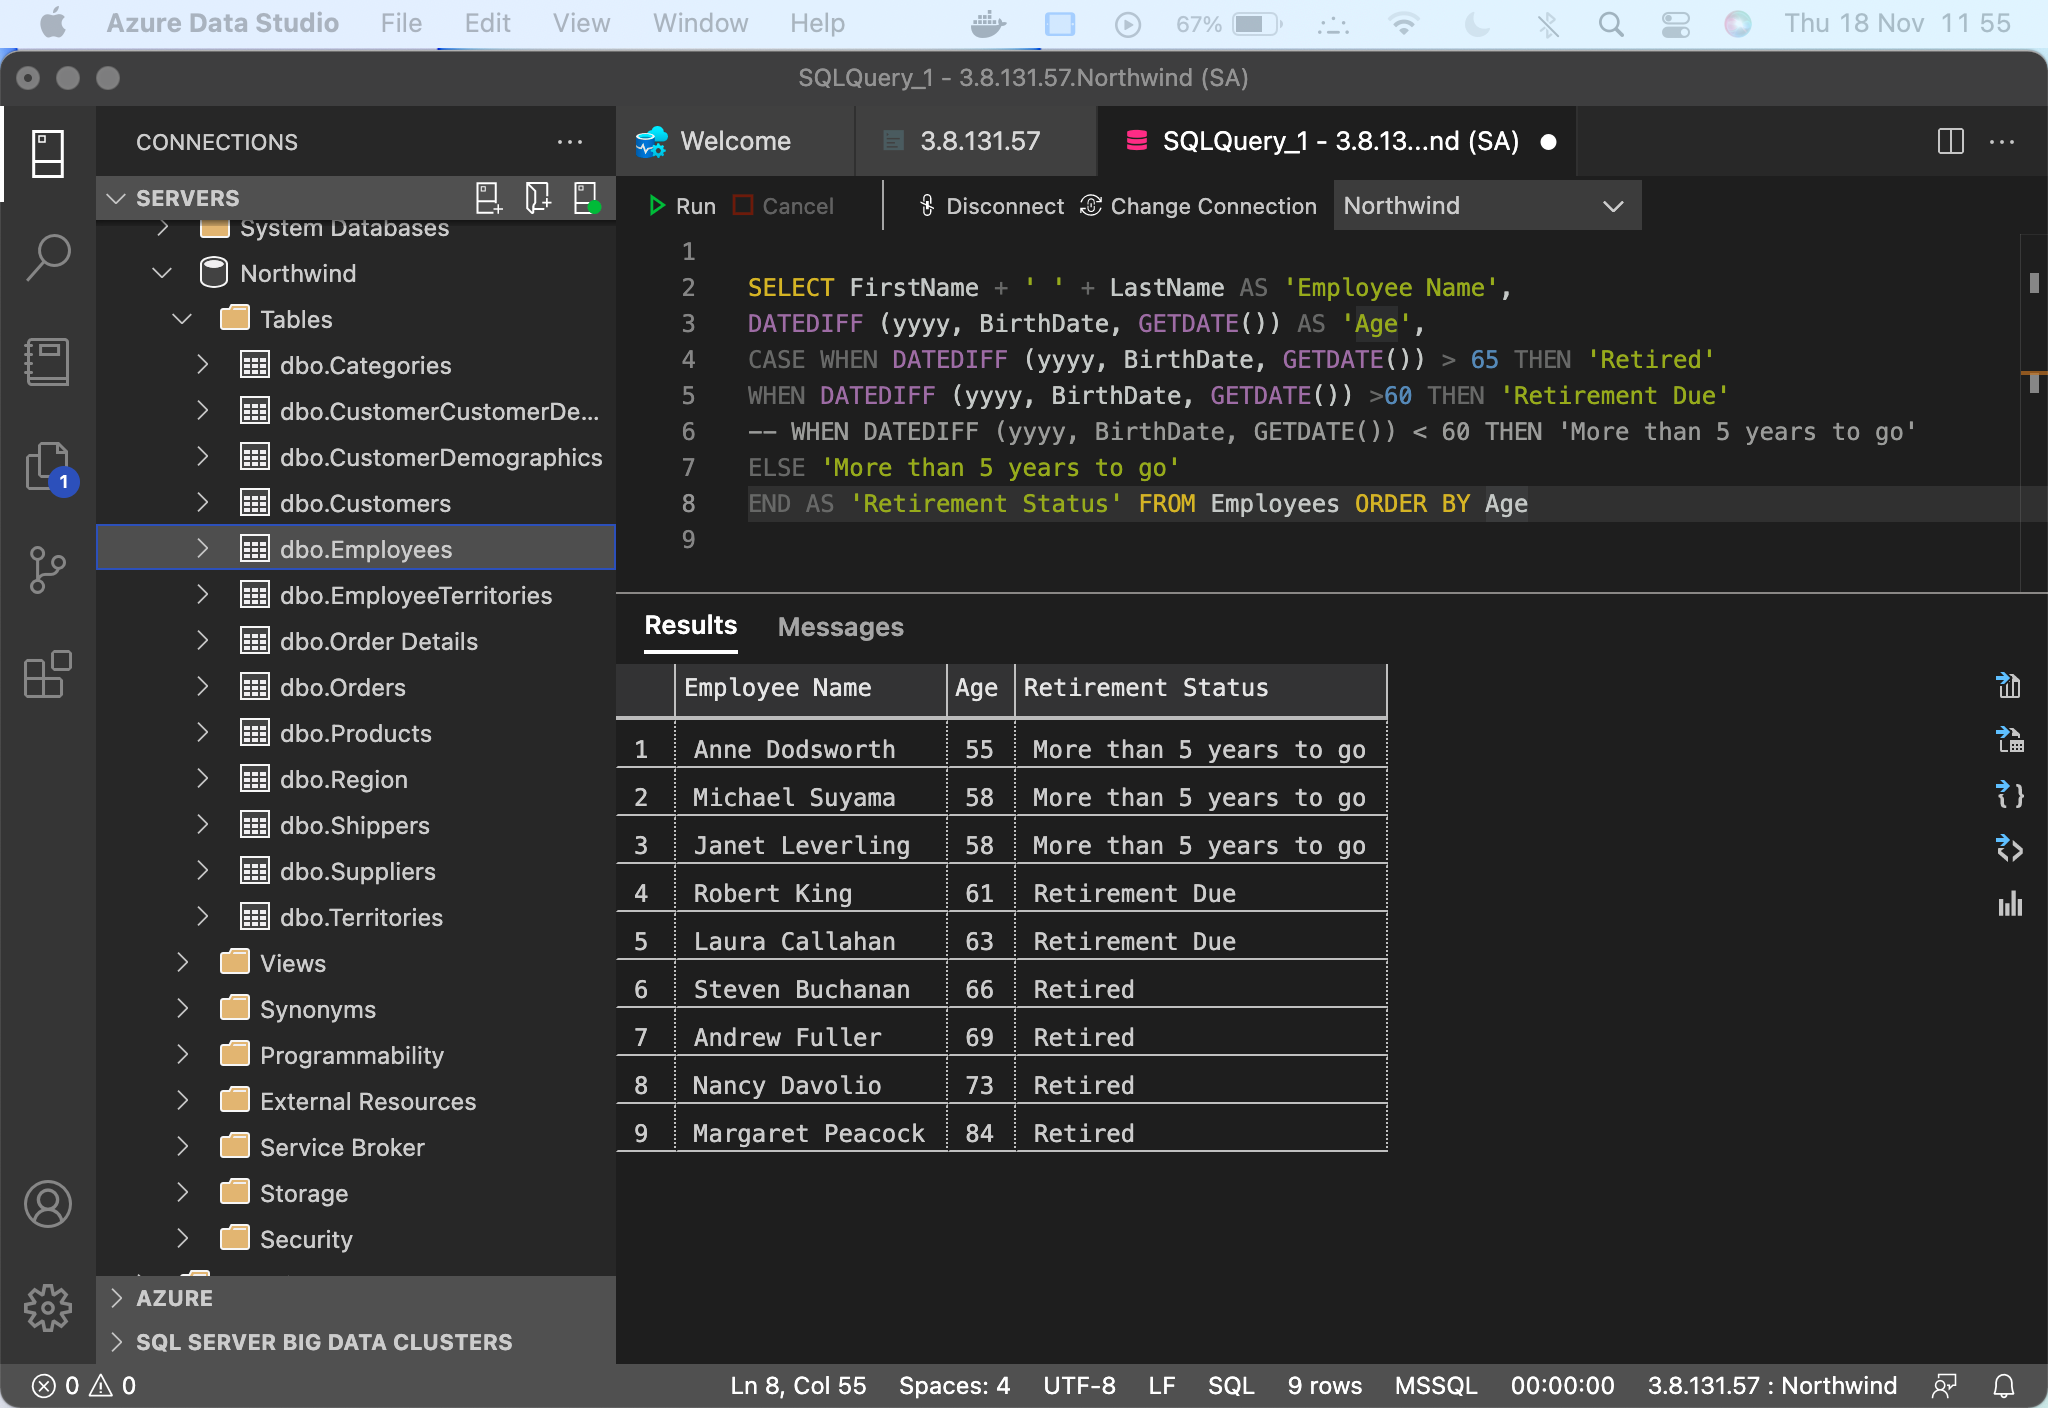 Azure Data Studio File Edit View Window Help 67% Thu 18 Nov 11 55
SQLQuery_1 - 3.8.131.57.Northwind (SA)
CONNECTIONS
SERVERS
System Databases
Northwind
Tables
dbo.Categories
dbo.CustomerCustomerDe...
dbo.CustomerDemographics
dbo.Customers
dbo.Employees
dbo.EmployeeTerritories
dbo.Order Details
dbo.Orders
dbo.Products
dbo.Region
dbo.Shippers
dbo.Suppliers
dbo.Territories
Views
Synonyms
Programmability
External Resources
Service Broker
Storage
Security
AZURE
SQL SERVER BIG DATA CLUSTERS
1
Welcome 3.8.131.57 SQLQuery_1 - 3.8.13...nd (SA)
Run Cancel Disconnect Change Connection Northwind
1
2 SELECT FirstName + ' ' + LastName AS 'Employee Name',
3 DATEDIFF (yyyy, BirthDate, GETDATE()) AS 'Age',
4 CASE WHEN DATEDIFF (yyyy, BirthDate, GETDATE()) > 65 THEN 'Retired'
5 WHEN DATEDIFF (yyyy, BirthDate, GETDATE()) >60 THEN 'Retirement Due'
6 -- WHEN DATEDIFF (yyyy, BirthDate, GETDATE()) < 60 THEN 'More than 5 years to go'
7 ELSE 'More than 5 years to go'
8 END AS 'Retirement Status' FROM Employees ORDER BY Age
9
Results Messages
Employee Name Age Retirement Status
1 Anne Dodsworth 55 More than 5 years to go
2 Michael Suyama 58 More than 5 years to go
3 Janet Leverling 58 More than 5 years to go
4 Robert King 61 Retirement Due
5 Laura Callahan 63 Retirement Due
6 Steven Buchanan 66 Retired
7 Andrew Fuller 69 Retired
8 Nancy Davolio 73 Retired
9 Margaret Peacock 84 Retired
0 0 Ln 8, Col 55 Spaces: 4 UTF-8 LF SQL 9 rows MSSQL 00:00:00 3.8.131.57 : Northwind